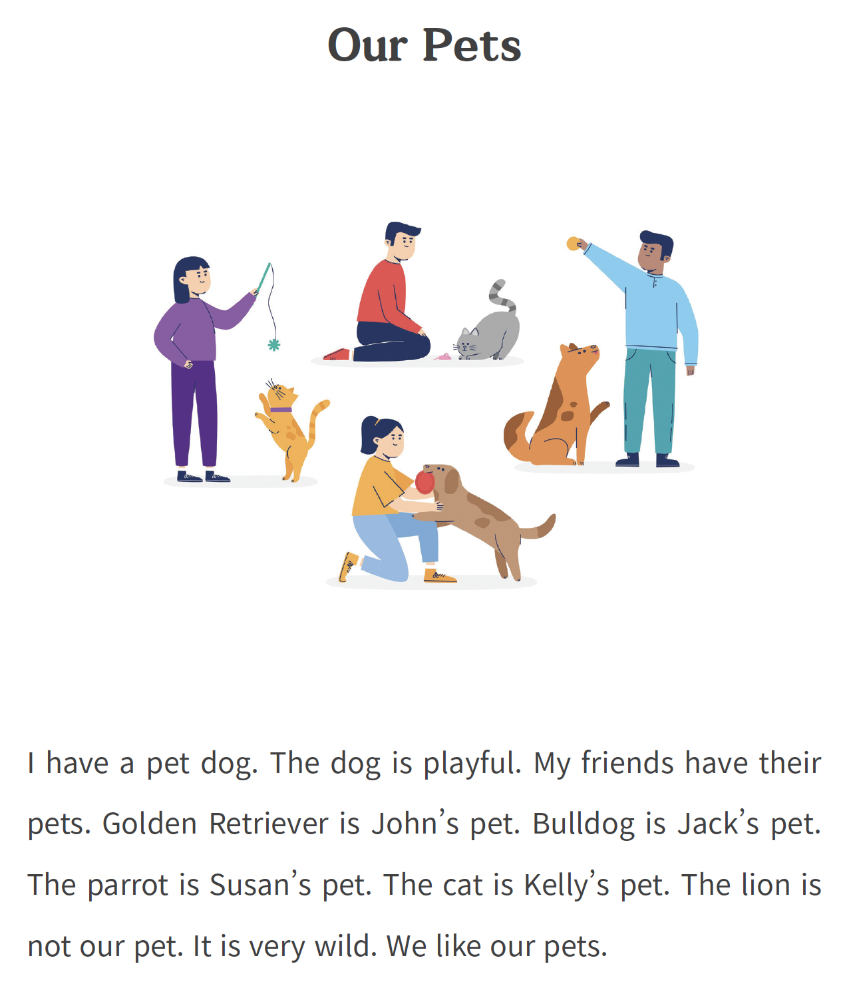 Our Pets
I have a pet dog. The dog is playful. My friends have their
pets. Golden Retriever is John’s pet. Bulldog is Jack’s pet.
The parrot is Susan’s pet. The cat is Kelly’s pet. The lion is
not our pet. It is very wild. We like our pets.